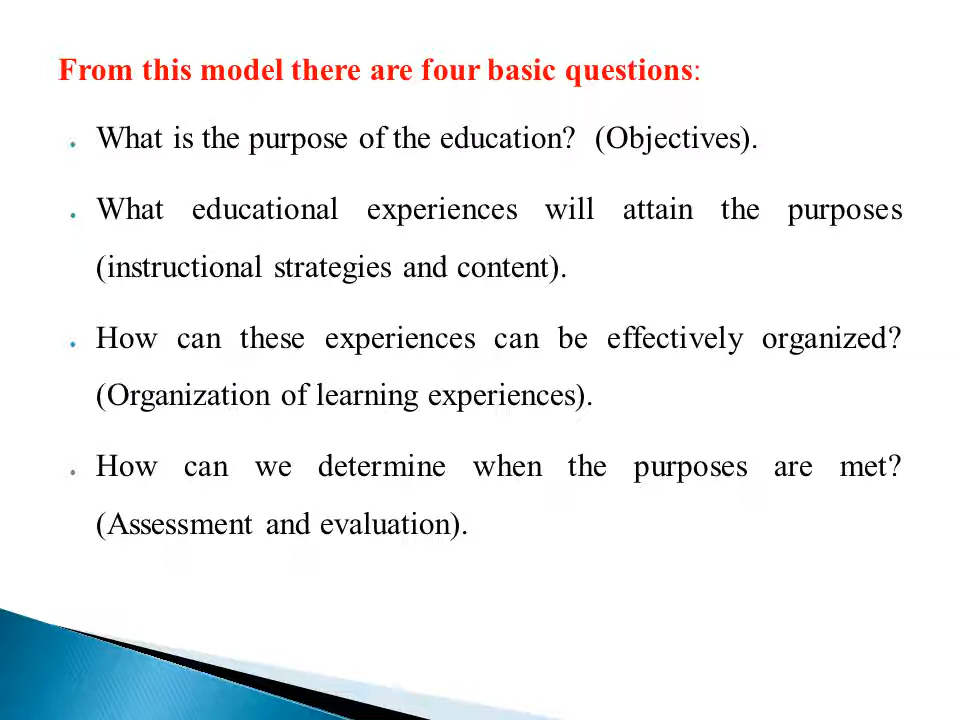 From this model there are four basic questions:
What is the purpose of the education? (Objectives).
What educational experiences will attain the purposes
(instructional strategies and content).
How can these experiences can be effectively organized?
(Organization of learning experiences).
How can we determine when the purposes are met?
(Assessment and evaluation).